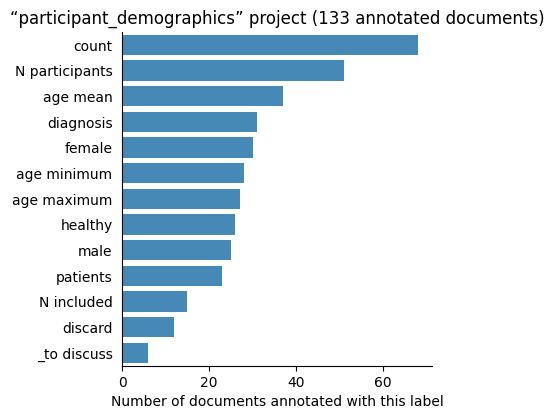 “participant_demographics” project (133 annotated documents)
count
N participants
age mean
diagnosis
female
age minimum
age maximum
healthy
male
patients
N included
discard
_to discuss
0 20 40 60
Number of documents annotated with this label